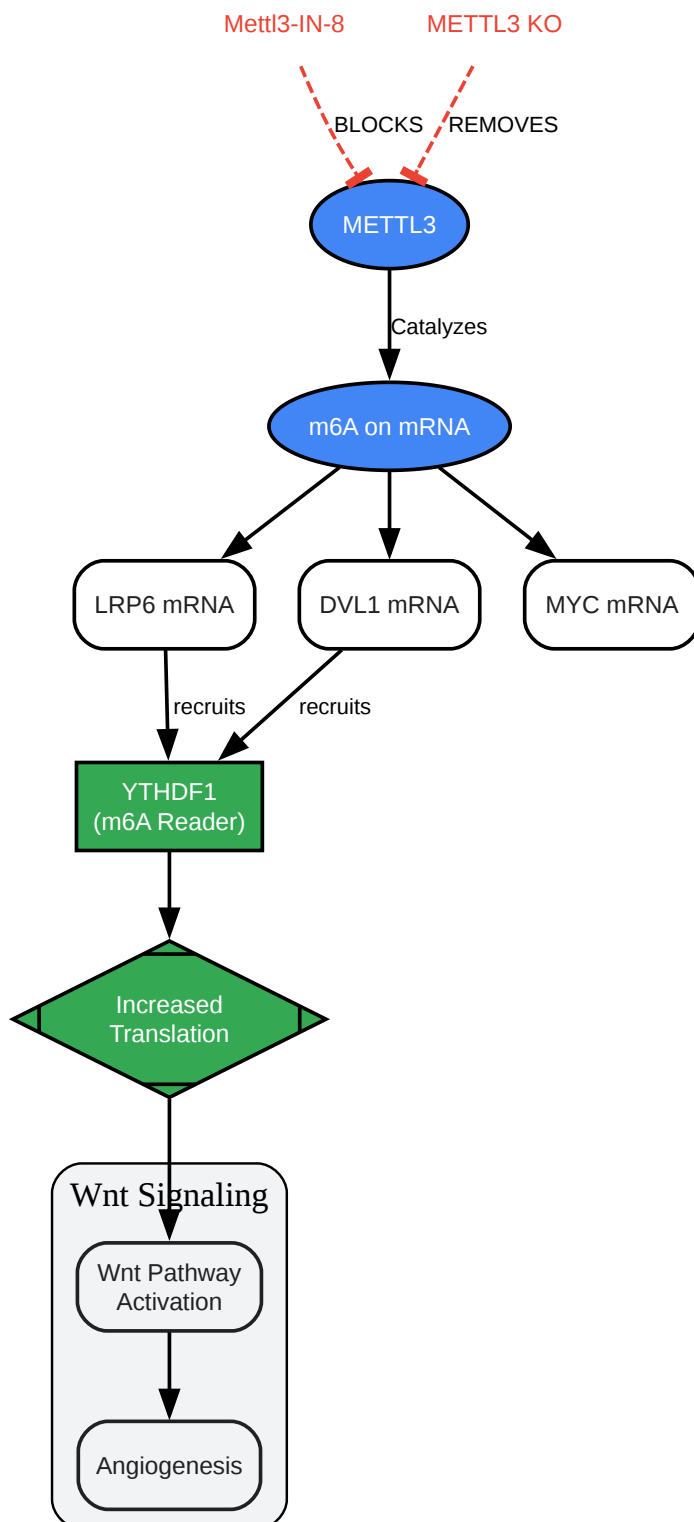 Mettl3-IN-8
METTL3 KO
BLOCKS
REMOVES
METTL3
Catalyzes
m6A on mRNA
LRP6 mRNA
DVL1 mRNA
MYC mRNA
recruits
recruits
YTHDF1
(m6A Reader)
Increased
Translation
Wnt Signaling
Wnt Pathway
Activation
Angiogenesis